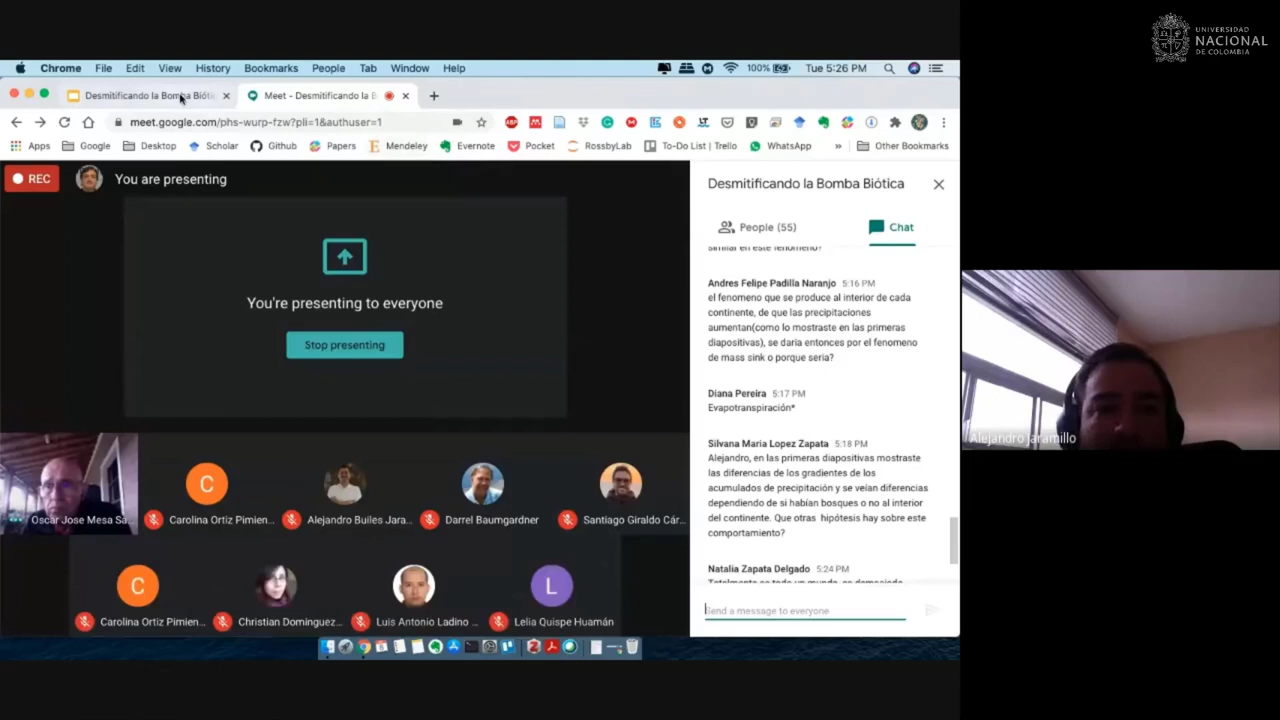 UNIVERSIDAD
NACIONAL
DE COLOMBIA
Chrome File Edit View History Bookmarks People Tab Window Help 100% Tue 5:26 PM
Desmitificando la Bomba Bióti
Meet - Desmitificando la B
meet.google.com/phs-wurp-fzw?pli=1&authuser=1
Apps Google Desktop Scholar Github Papers Mendeley Evernote Pocket RossbyLab To-Do List | Trello WhatsApp » Other Bookmarks
REC
You are presenting
You're presenting to everyone
Stop presenting
Oscar Jose Mesa Sa...
Carolina Ortiz Pimien...
Alejandro Builes Jara...
Darrel Baumgardner
Santiago Giraldo Cár...
C
C
L
Carolina Ortiz Pimien...
Christian Dominguez...
Luis Antonio Ladino ...
Lelia Quispe Huamán
Desmitificando la Bomba Biótica
People (55)
Chat
similar en este fenomeno?
Andres Felipe Padilla Naranjo 5:16 PM
el fenomeno que se produce al interior de cada
continente, de que las precipitaciones
aumentan(como lo mostraste en las primeras
diapositivas), se daria entonces por el fenomeno
de mass sink o porque seria?
Diana Pereira 5:17 PM
Evapotranspiración*
Silvana Maria Lopez Zapata 5:18 PM
Alejandro, en las primeras diapositivas mostraste
las diferencias de los gradientes de los
acumulados de precipitación y se veían diferencias
dependiendo de si habían bosques o no al interior
del continente. Que otras hipótesis hay sobre este
comportamiento?
Natalia Zapata Delgado 5:24 PM
Send a message to everyone
Alejandro Jaramillo